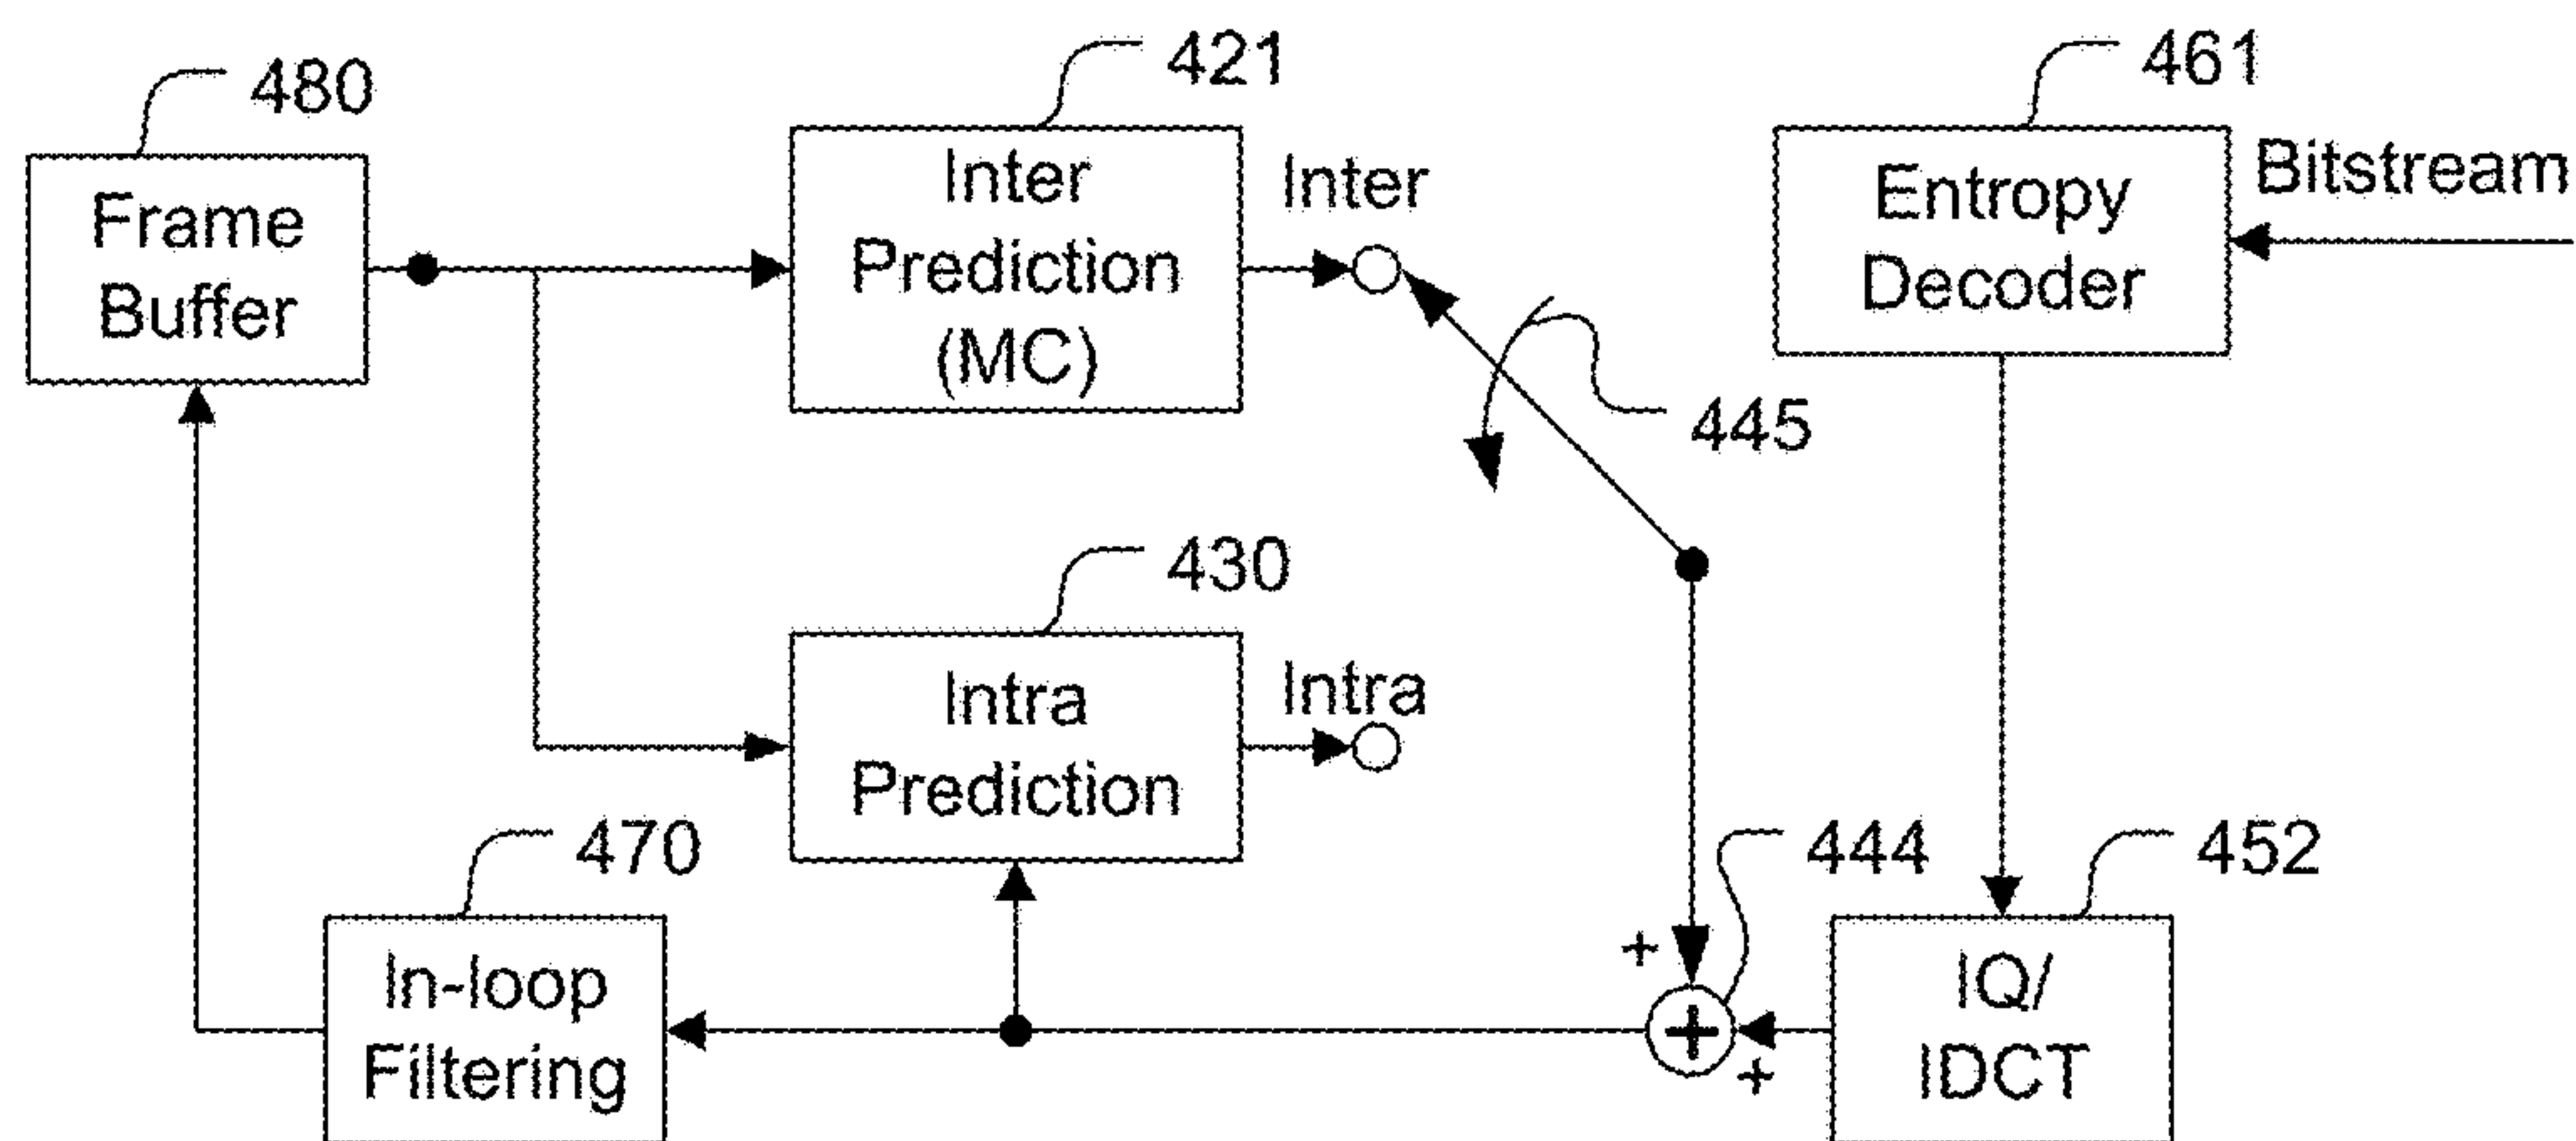 480
Frame
Buffer
421
Inter
Prediction
(MC)
Inter
445
461
Entropy
Decoder
Bitstream
430
Intra
Prediction
Intra
470
In-loop
Filtering
444
+
+
+
452
IQ/
IDCT